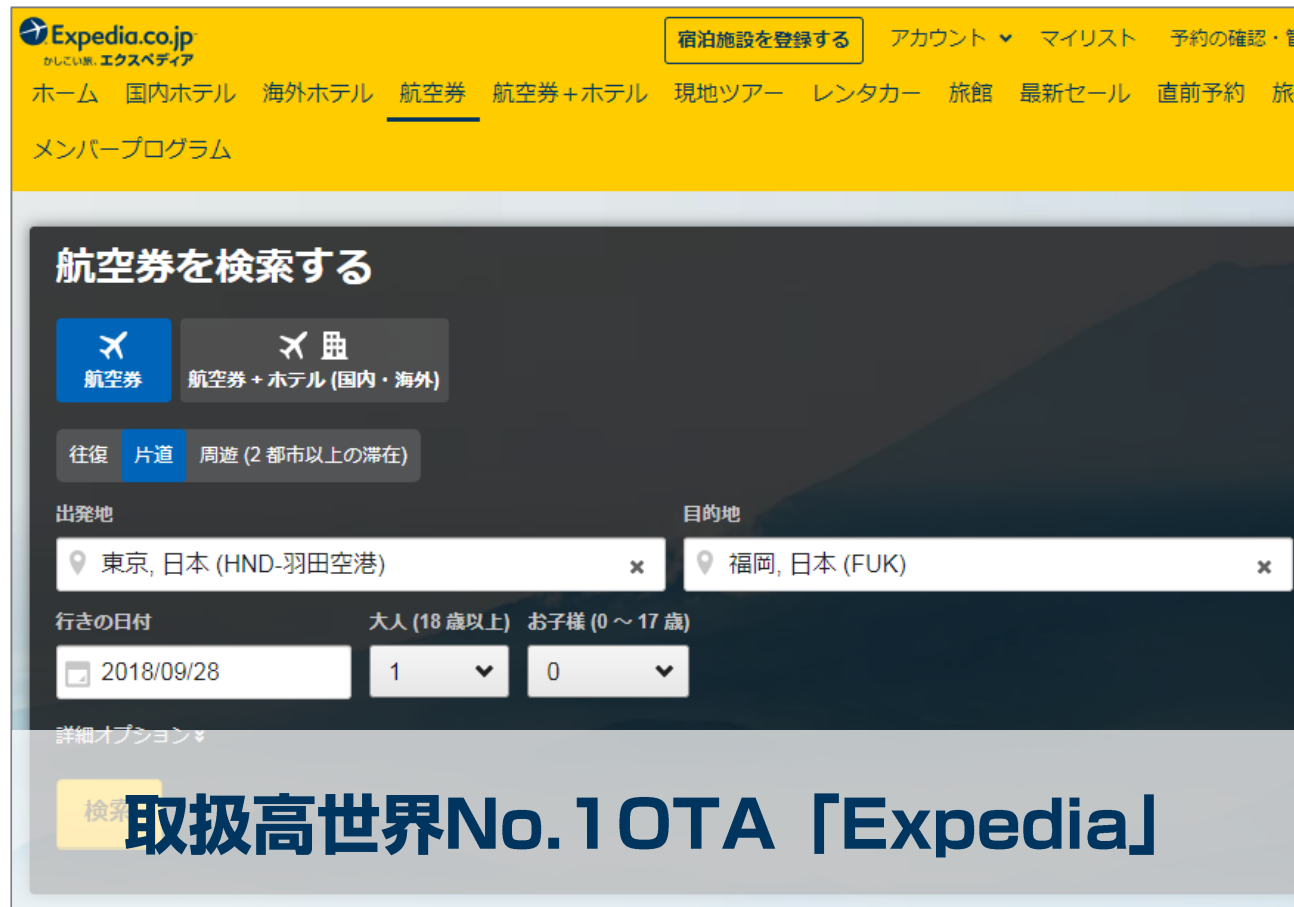 Expedia.co.jp
かしこい旅、エクスペディア
宿泊施設を登録する アカウント マイリスト 予約の確認・管
ホーム 国内ホテル 海外ホテル 航空券 航空券+ホテル 現地ツアー レンタカー 旅館 最新セール 直前予約 旅
メンバープログラム
航空券を検索する
航空券 航空券 + ホテル (国内・海外)
往復 片道 周遊 (2 都市以上の滞在)
出発地 目的地
東京, 日本 (HND-羽田空港) 福岡, 日本 (FUK)
行きの日付 大人 (18 歳以上) お子様 (0 ～ 17 歳)
2018/09/28 1 0
詳細オプション
検索
取扱高世界No.1OTA「Expedia」